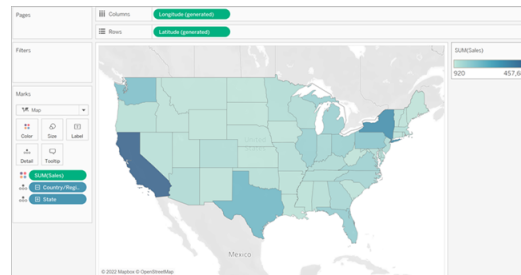 Pages
Columns
Longitude (generated)
Rows
Latitude (generated)
Filters
Marks
Map
Color
Size
Label
Detail
Tooltip
SUM(Sales)
Country/Regi..
State
Mexico
© 2022 Mapbox © OpenStreetMap
SUM(Sales)
920